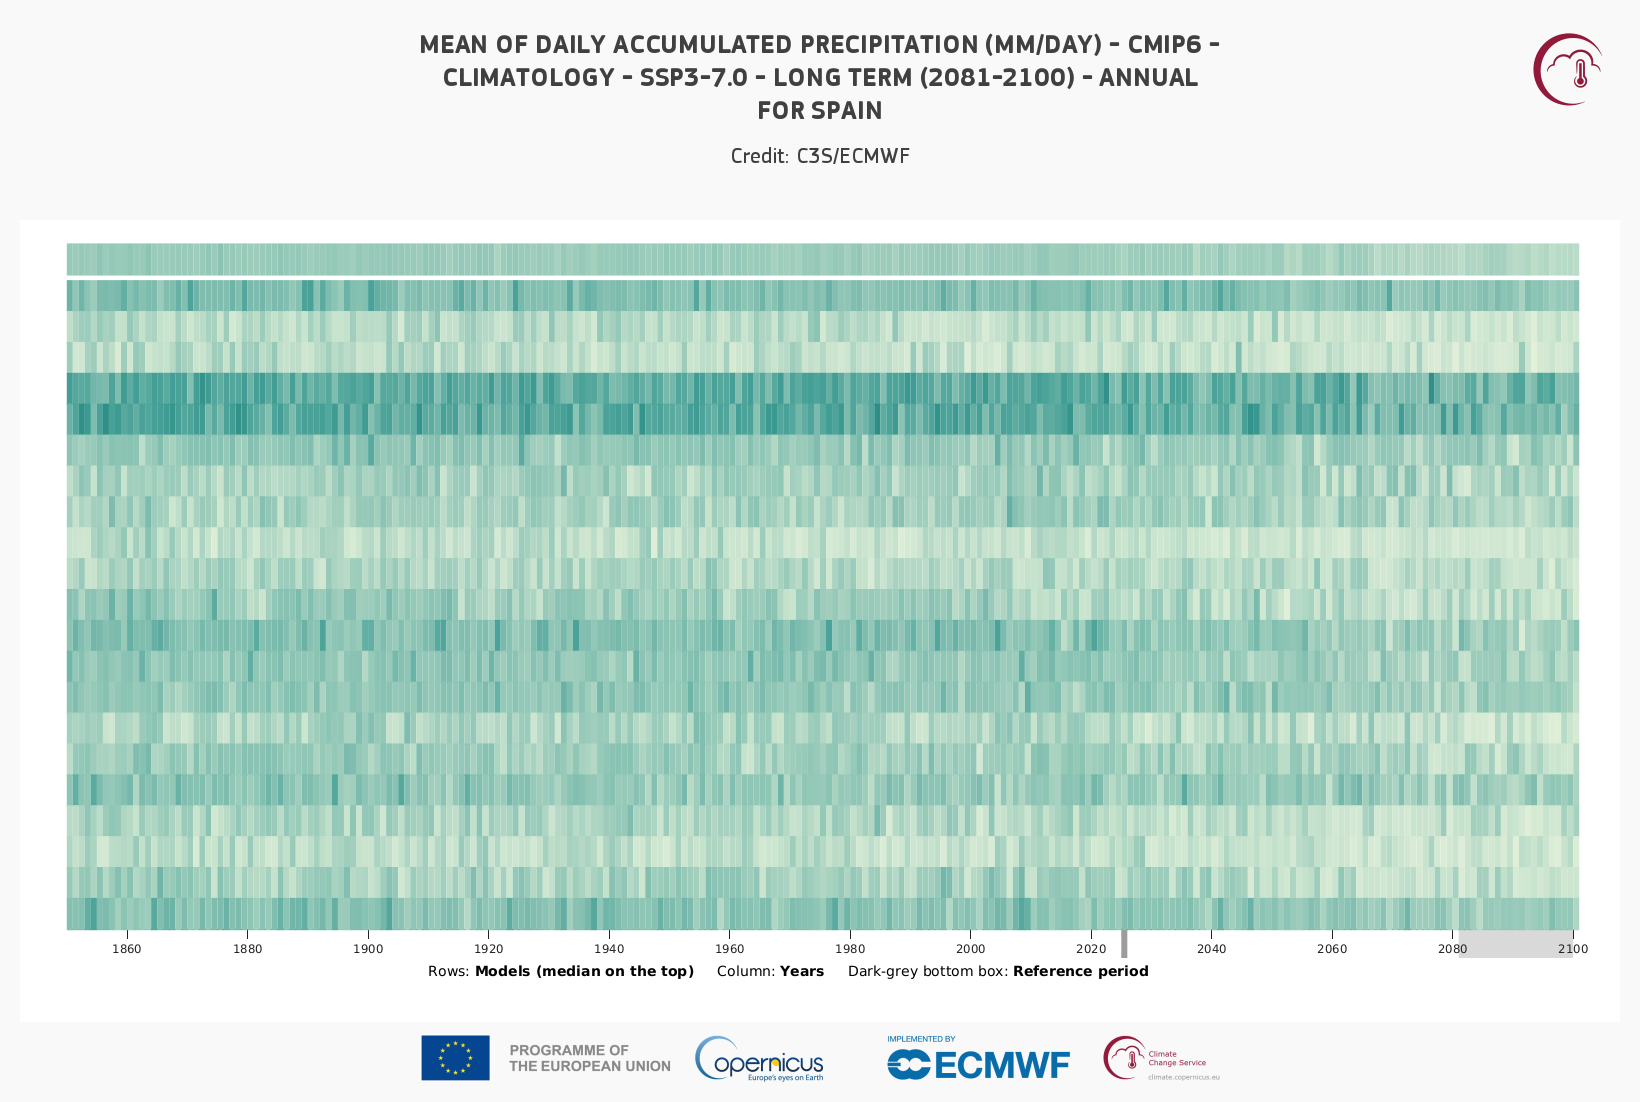 MEAN OF DAILY ACCUMULATED PRECIPITATION (MM/DAY) - CMIP6 -
CLIMATOLOGY - SSP3-7.0 - LONG TERM (2081-2100) - ANNUAL
FOR SPAIN
Credit: C3S/ECMWF
1860 1880 1900 1920 1940 1960 1980 2000 2020 2040 2060 2080 2100
Rows: Models (median on the top) Column: Years Dark-grey bottom box: Reference period
PROGRAMME OF
THE EUROPEAN UNION
opernicus
Europe's eyes on Earth
IMPLEMENTED BY
ECMWF
Climate
Change Service
climate.copernicus.eu